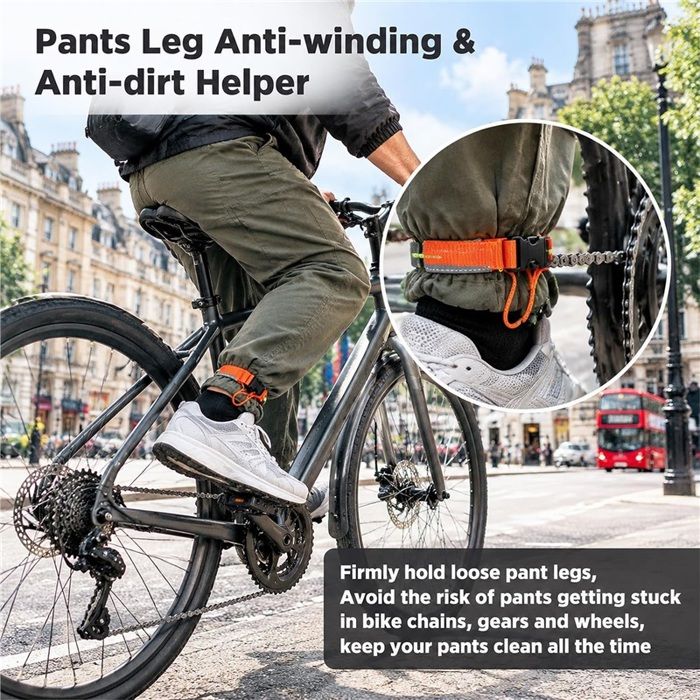 Pants Leg Anti-winding &
Anti-dirt Helper
Firmly hold loose pant legs,
Avoid the risk of pants getting stuck
in bike chains, gears and wheels,
keep your pants clean all the time